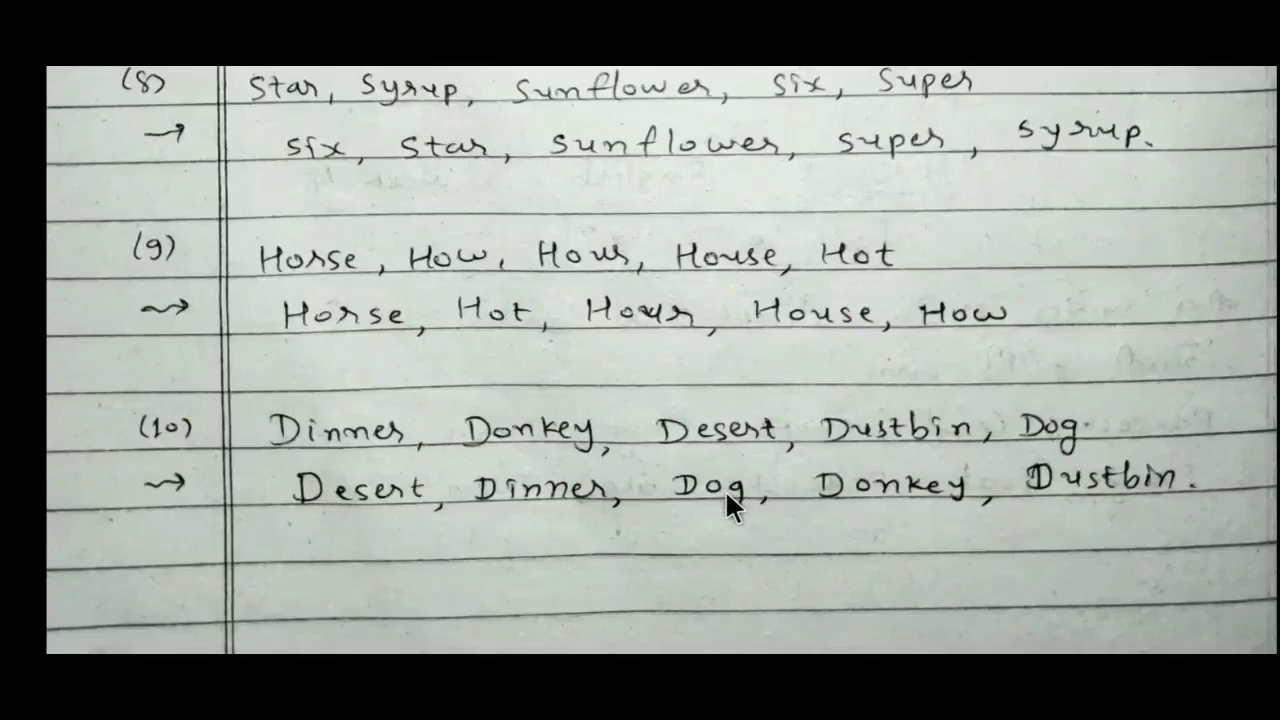 (8) Star, Syrup, Sunflower, Six, Super
→ Six, Star, Sunflower, Super, Syrup.
(9) Horse, How, Hour, House, Hot
→ Horse, Hot, Hour, House, How
(10) Dinner, Donkey, Desert, Dustbin, Dog.
→ Desert, Dinner, Dog, Donkey, Dustbin.